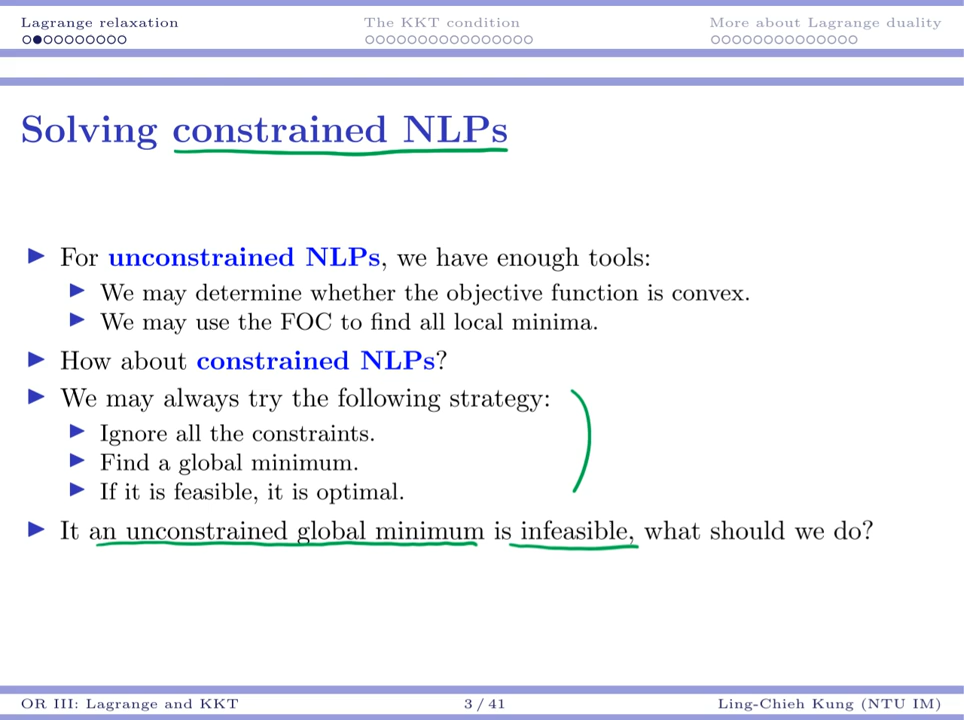 Lagrange relaxation The KKT condition More about Lagrange duality
Solving constrained NLPs
For unconstrained NLPs, we have enough tools:
We may determine whether the objective function is convex.
We may use the FOC to find all local minima.
How about constrained NLPs?
We may always try the following strategy:
Ignore all the constraints.
Find a global minimum.
If it is feasible, it is optimal.
It an unconstrained global minimum is infeasible, what should we do?
OR III: Lagrange and KKT 3 / 41 Ling-Chieh Kung (NTU IM)